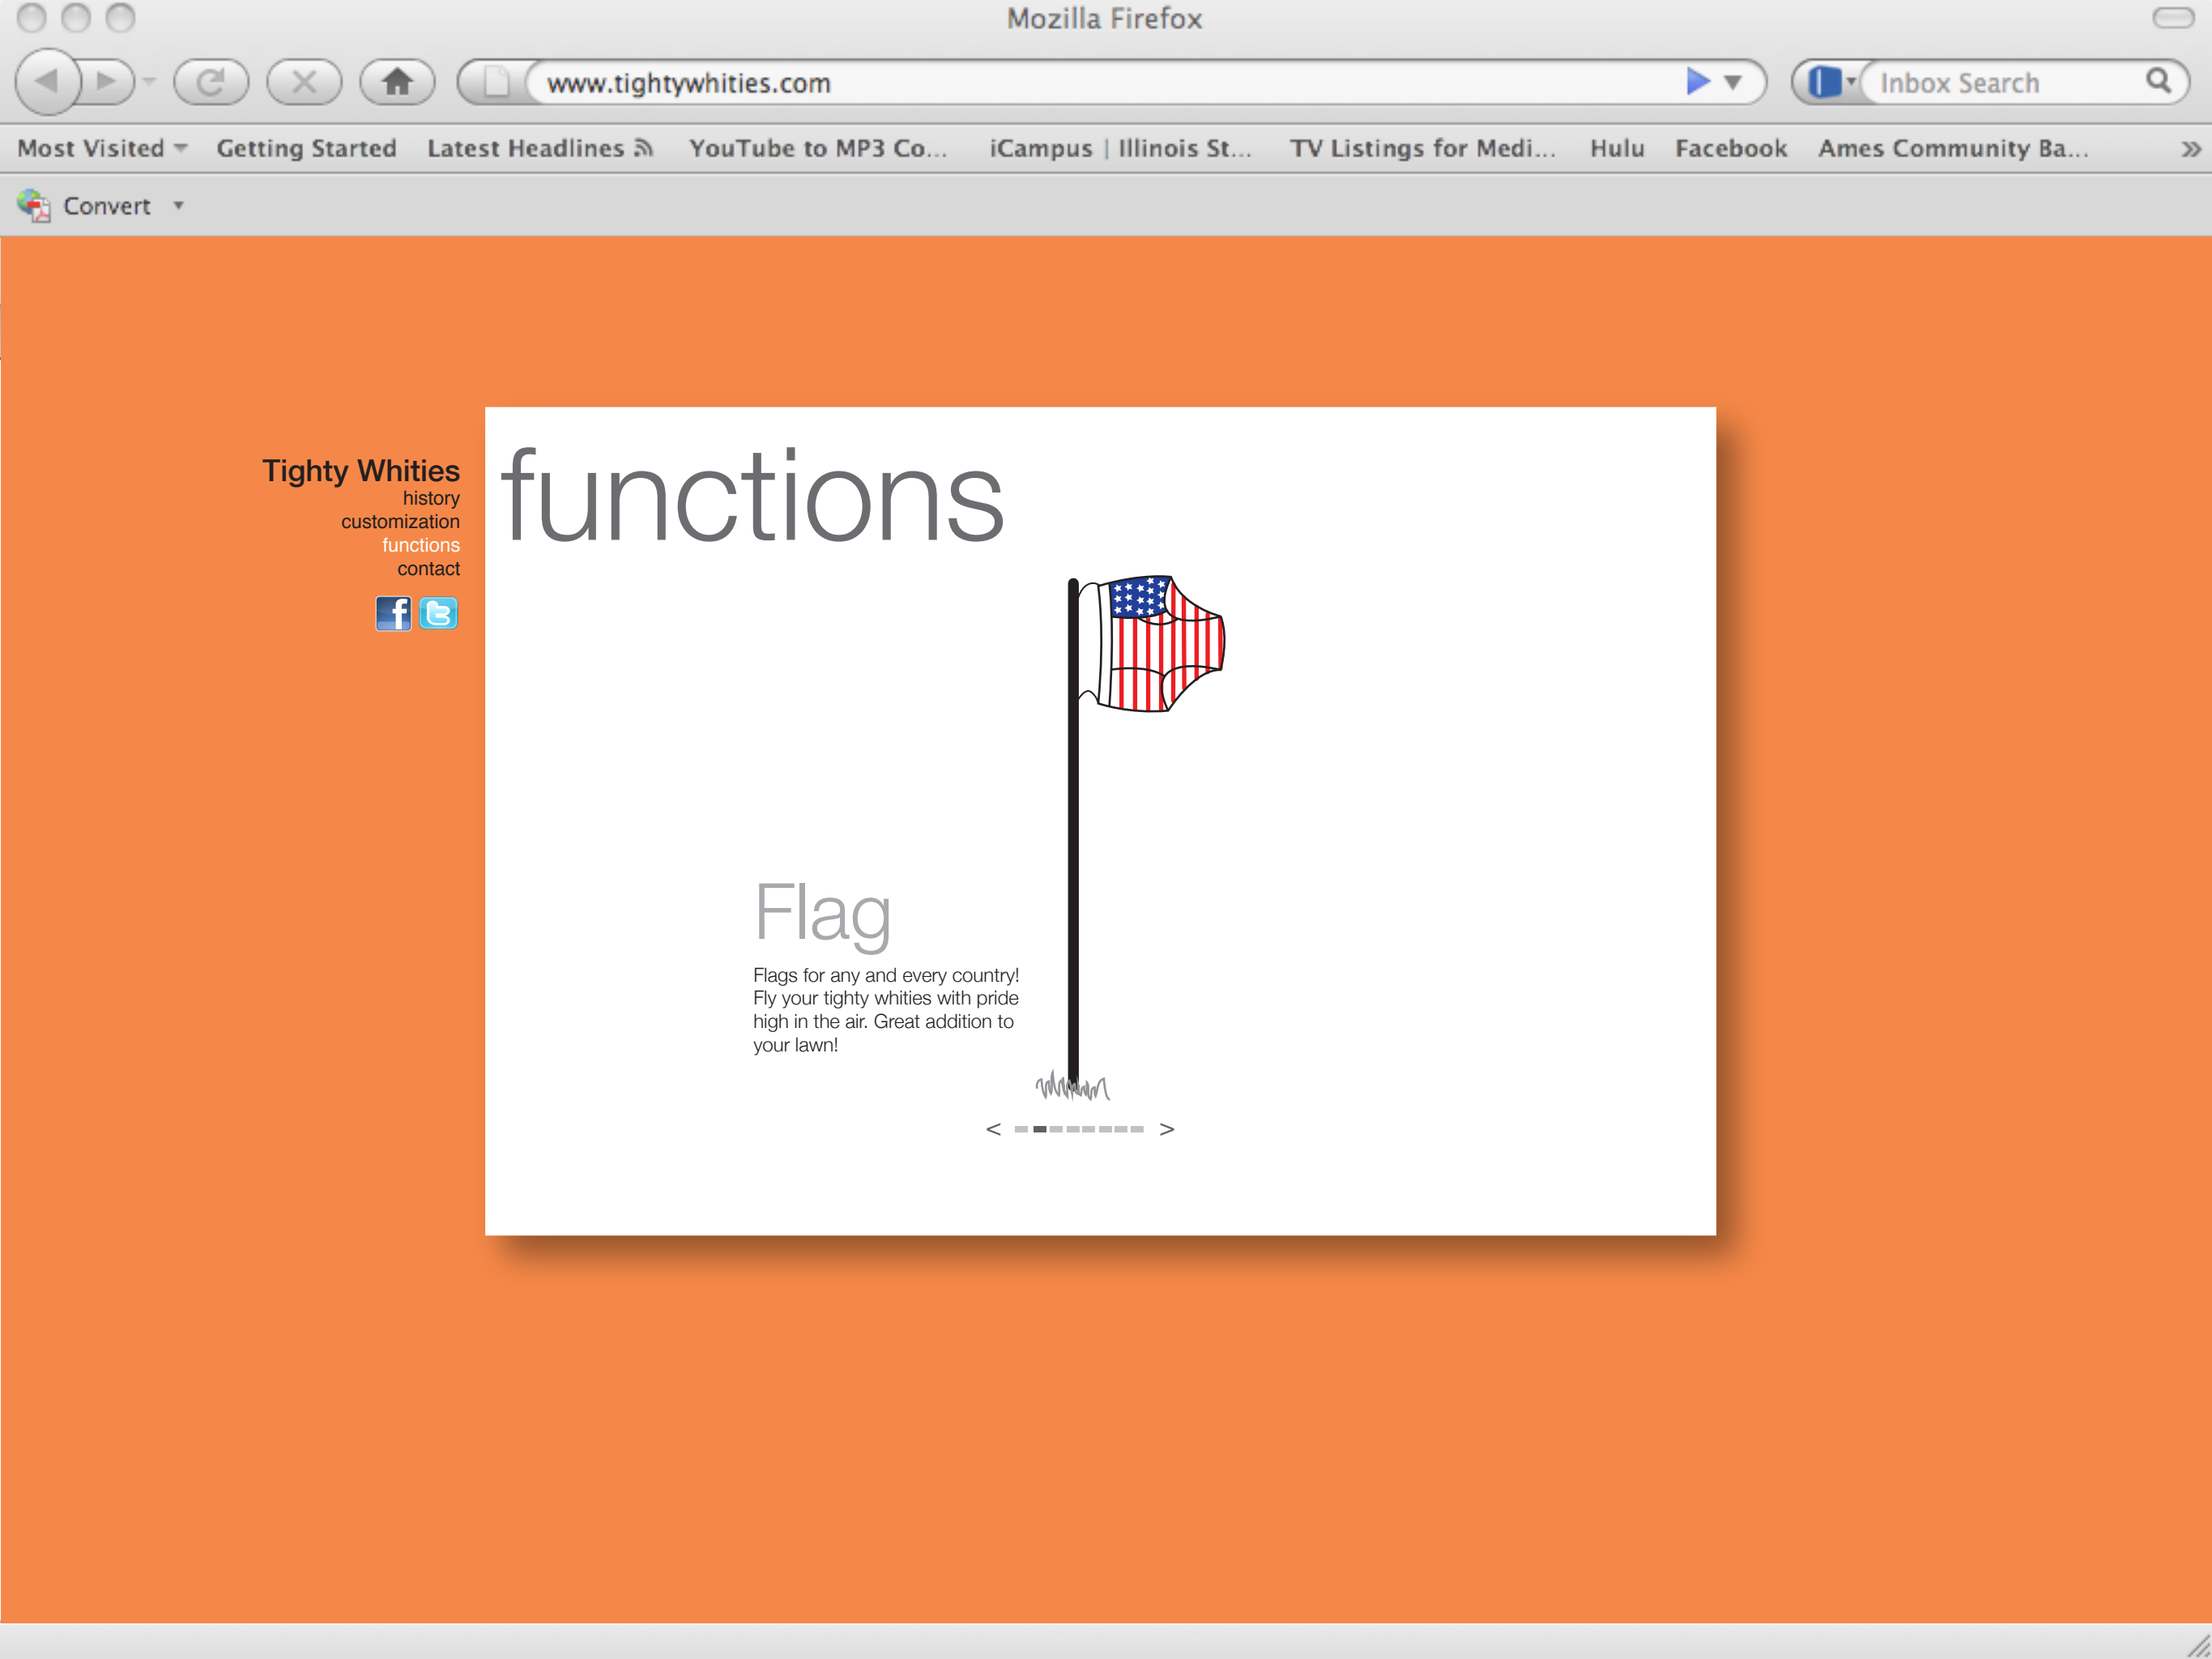 Mozilla Firefox
www.tightywhities.com
Inbox Search
Most Visited Getting Started Latest Headlines YouTube to MP3 Co... iCampus | Illinois St... TV Listings for Medi... Hulu Facebook Ames Community Ba... »
Convert
Tighty Whities
history
customization
functions
contact
functions
Flag
Flags for any and every country!
Fly your tighty whities with pride
high in the air. Great addition to
your lawn!
< >